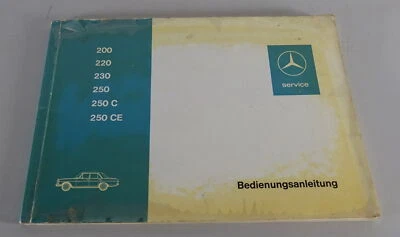 200
220
230
250
250 C
250 CE
service
Bedienungsanleitung